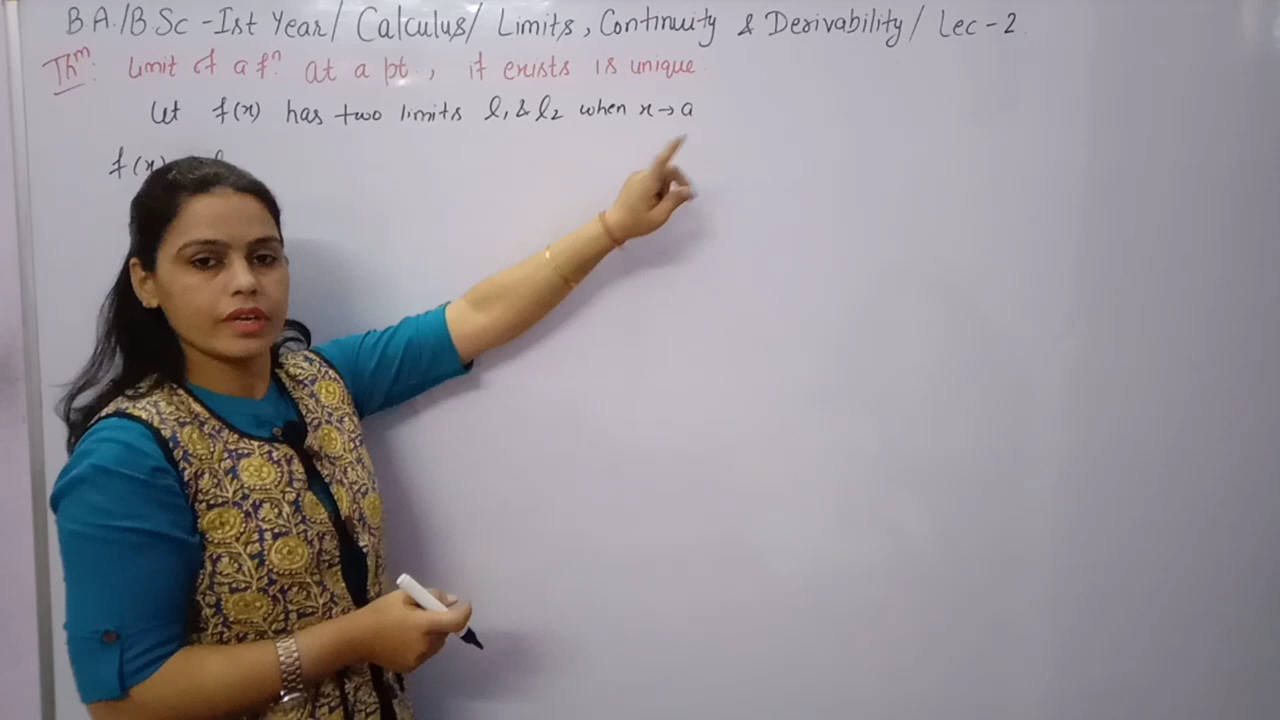 B.A./B.Sc - Ist Year/ Calculus/ Limits, Continuity & Derivability/ Lec-2
Thm: Limit of a fn. at a pt., if exists is unique.
Let f(x) has two limits l1 & l2 when x→a
f(x)